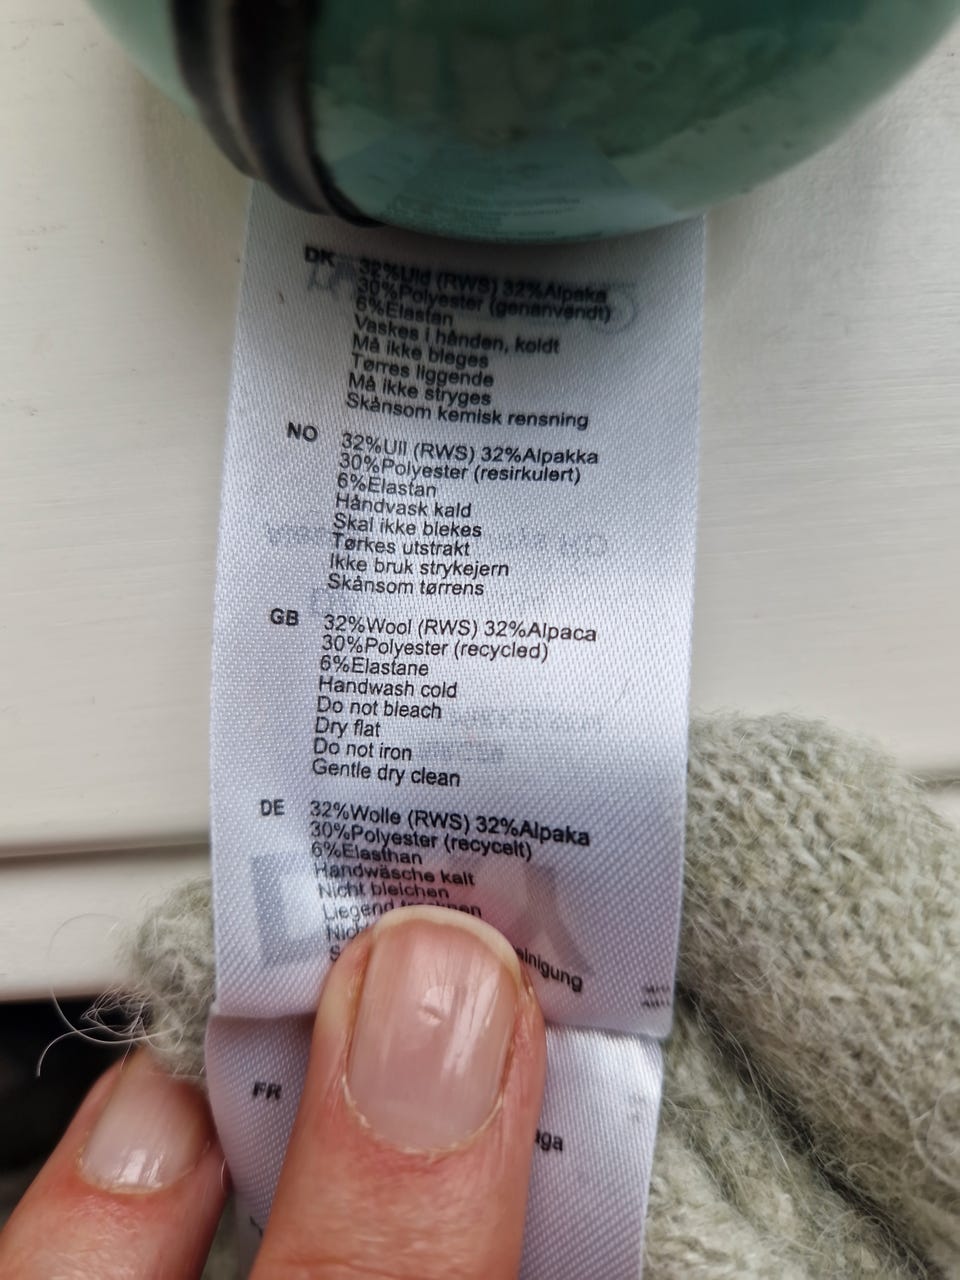 DK 32%Uld (RWS) 32%Alpaka
30%Polyester (genanvendt)
6%Elastan
Vaskes i hånden, koldt
Må ikke bleges
Tørres liggende
Må ikke stryges
Skånsom kemisk rensning
NO 32%Ull (RWS) 32%Alpakka
30%Polyester (resirkulert)
6%Elastan
Håndvask kald
Skal ikke blekes
Tørkes utstrakt
Ikke bruk strykejern
Skånsom tørrens
GB 32%Wool (RWS) 32%Alpaca
30%Polyester (recycled)
6%Elastane
Handwash cold
Do not bleach
Dry flat
Do not iron
Gentle dry clean
DE 32%Wolle (RWS) 32%Alpaka
30%Polyester (recycelt)
6%Elasthan
Handwäsche kalt
Nicht bleichen
Liegend
FR